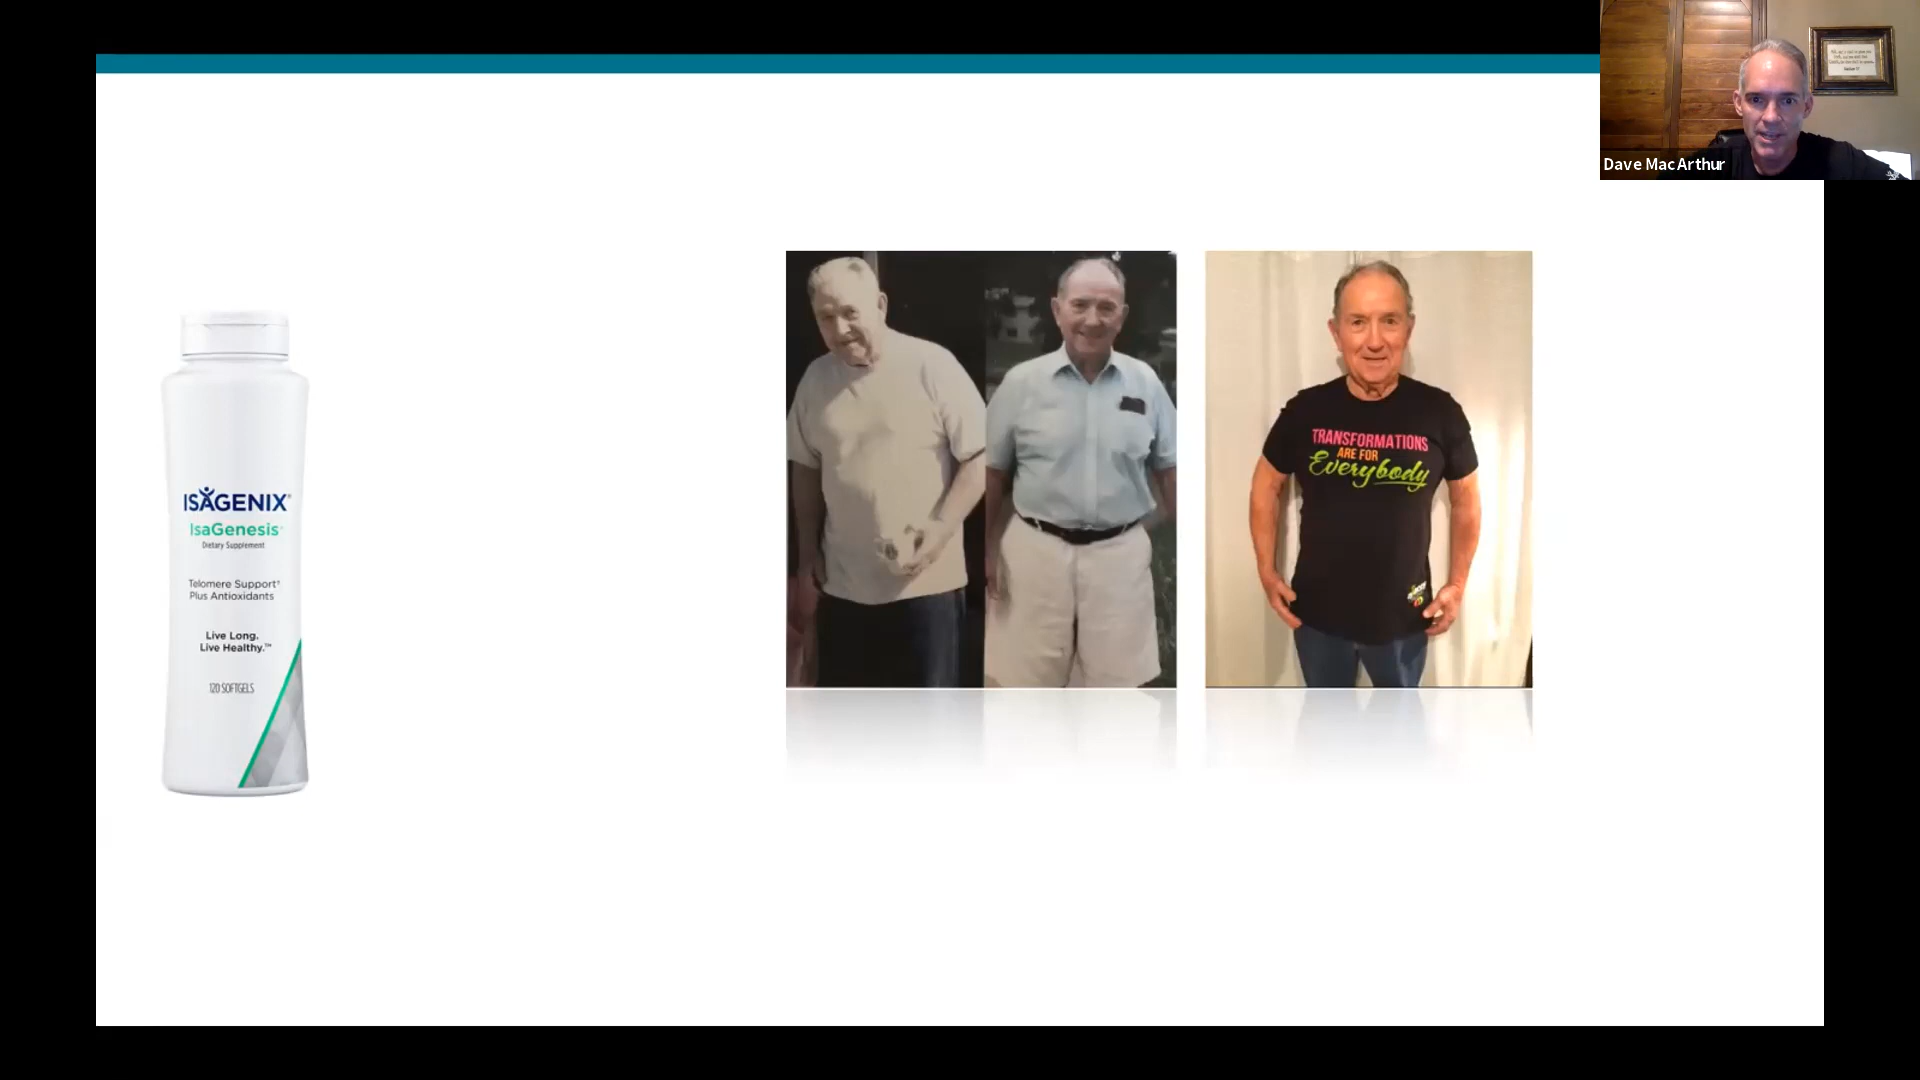 Dave MacArthur
ISAGENIX®
IsaGenesis®
Dietary Supplement
Telomere Support†
Plus Antioxidants
Live Long.
Live Healthy.™
120 SOFTGELS
TRANSFORMATIONS
ARE FOR
Everybody